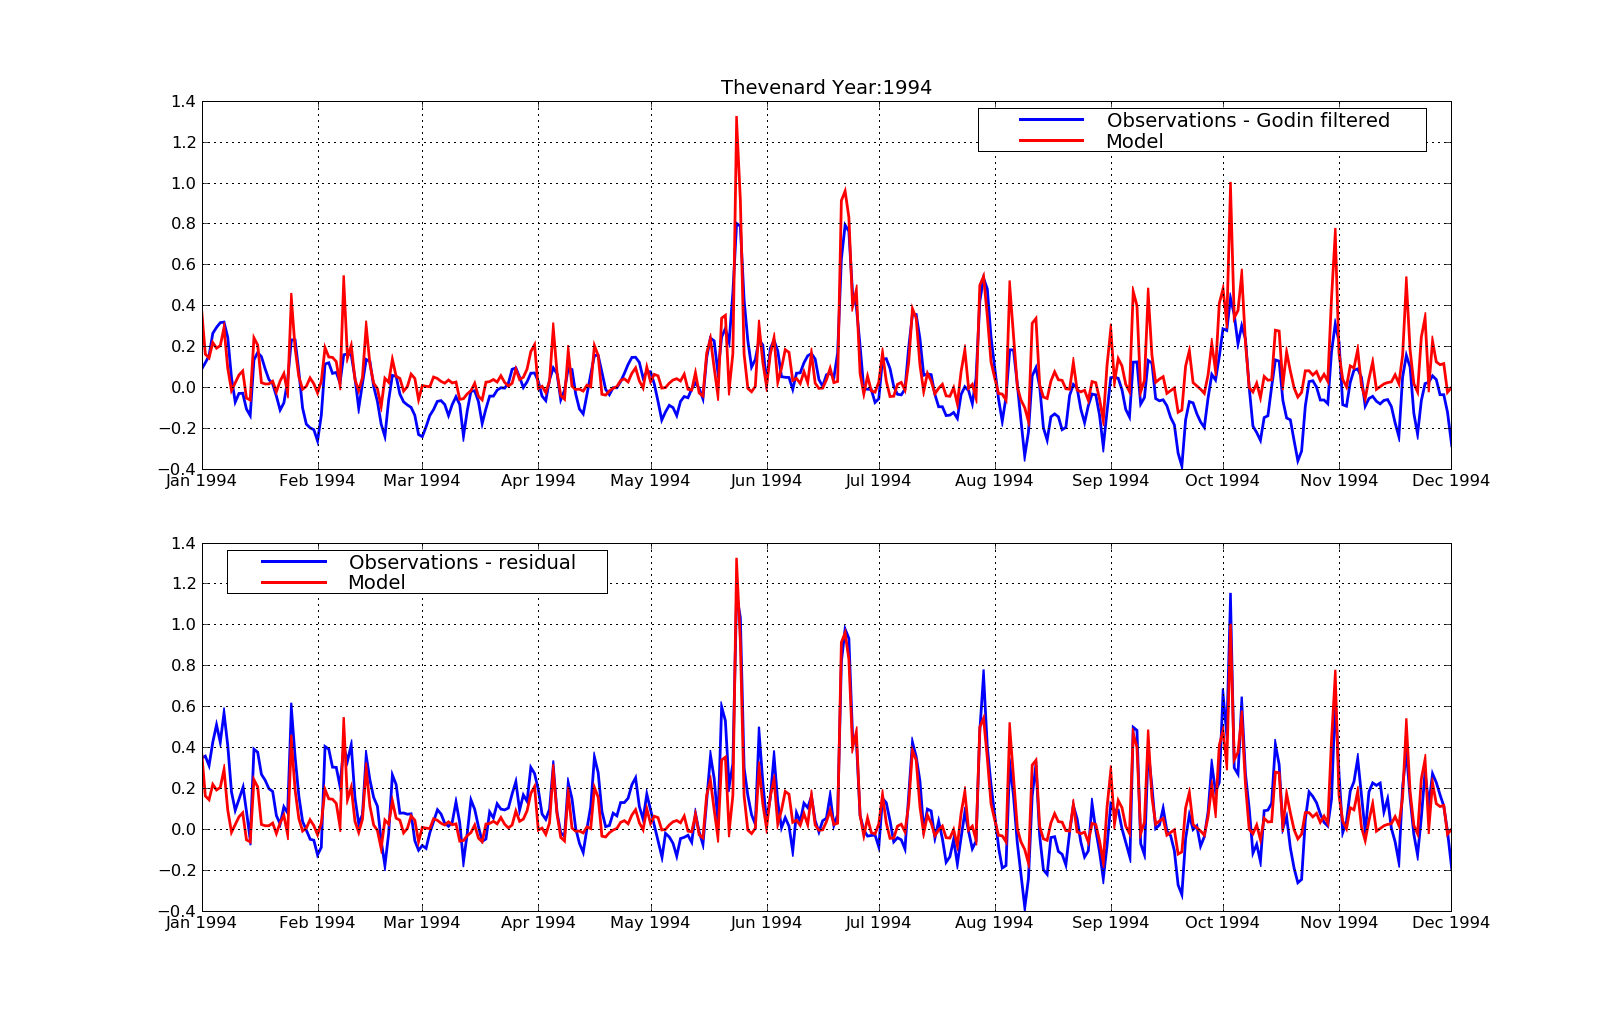 Thevenard Year:1994
1.4
1.2
1.0
0.8
0.6
0.4
0.2
0.0
−0.2
−0.4
Observations - Godin filtered
Model
Jan 1994 Feb 1994 Mar 1994 Apr 1994 May 1994 Jun 1994 Jul 1994 Aug 1994 Sep 1994 Oct 1994 Nov 1994 Dec 1994
1.4
1.2
1.0
0.8
0.6
0.4
0.2
0.0
−0.2
−0.4
Observations - residual
Model
Jan 1994 Feb 1994 Mar 1994 Apr 1994 May 1994 Jun 1994 Jul 1994 Aug 1994 Sep 1994 Oct 1994 Nov 1994 Dec 1994